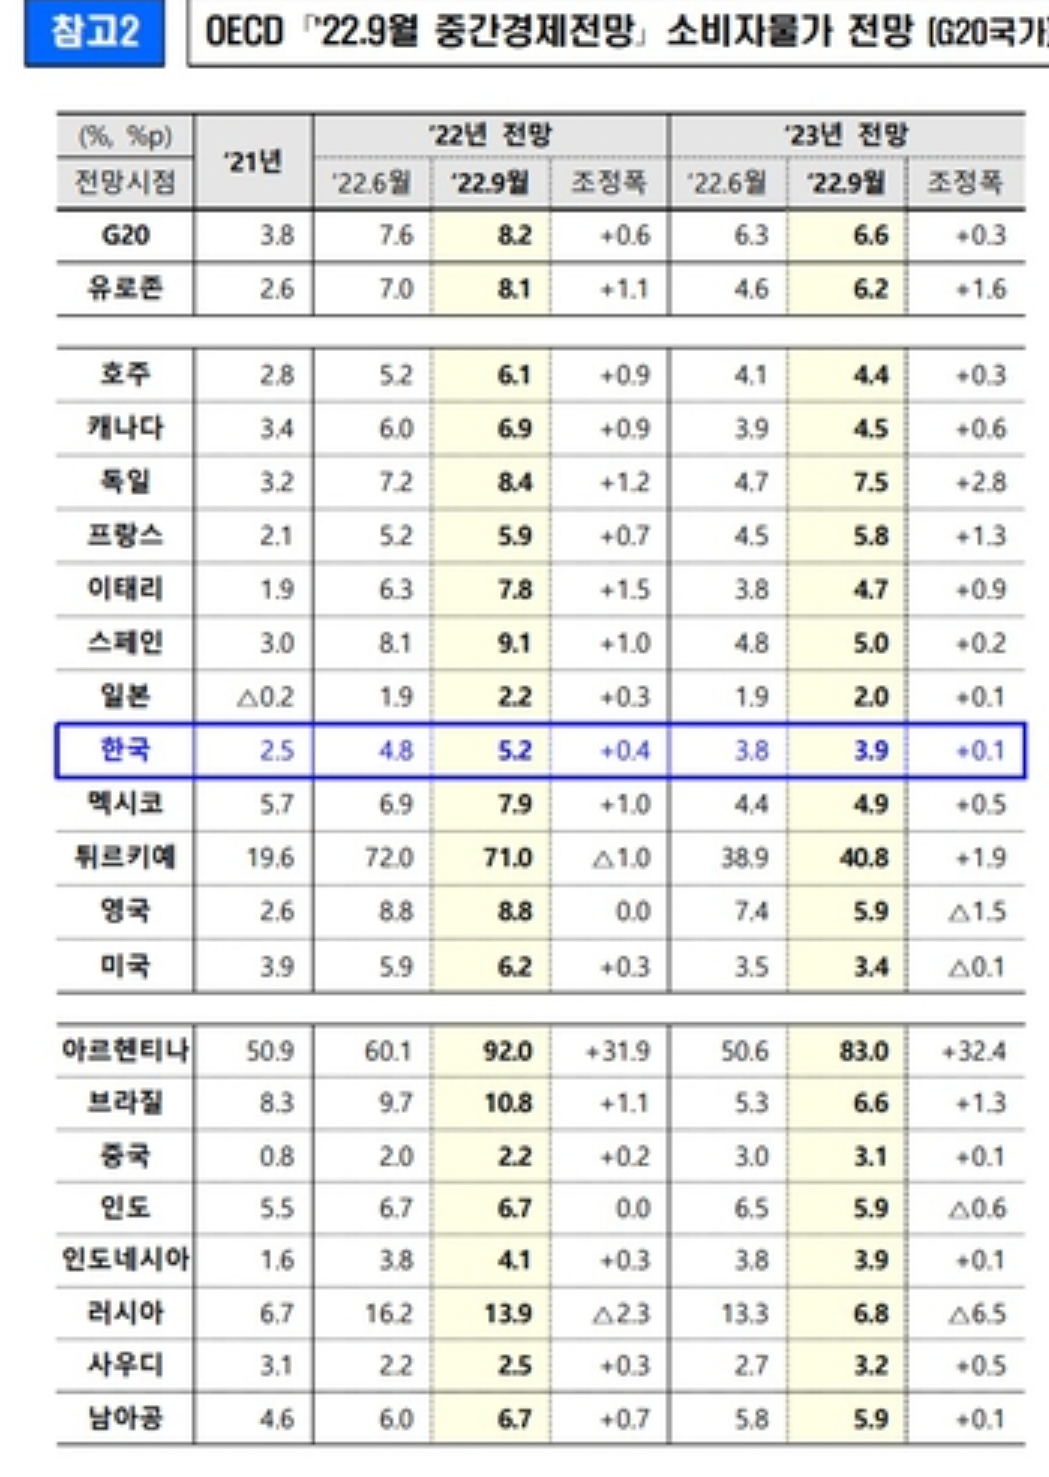 참고2
OECD 「'22.9월 중간경제전망」 소비자물가 전망 (G20국가)
(%, %p) '21년 '22년 전망 '23년 전망
전망시점 '22.6월 '22.9월 조정폭 '22.6월 '22.9월 조정폭
G20 3.8 7.6 8.2 +0.6 6.3 6.6 +0.3
유로존 2.6 7.0 8.1 +1.1 4.6 6.2 +1.6
호주 2.8 5.2 6.1 +0.9 4.1 4.4 +0.3
캐나다 3.4 6.0 6.9 +0.9 3.9 4.5 +0.6
독일 3.2 7.2 8.4 +1.2 4.7 7.5 +2.8
프랑스 2.1 5.2 5.9 +0.7 4.5 5.8 +1.3
이태리 1.9 6.3 7.8 +1.5 3.8 4.7 +0.9
스페인 3.0 8.1 9.1 +1.0 4.8 5.0 +0.2
일본 △0.2 1.9 2.2 +0.3 1.9 2.0 +0.1
한국 2.5 4.8 5.2 +0.4 3.8 3.9 +0.1
멕시코 5.7 6.9 7.9 +1.0 4.4 4.9 +0.5
튀르키예 19.6 72.0 71.0 △1.0 38.9 40.8 +1.9
영국 2.6 8.8 8.8 0.0 7.4 5.9 △1.5
미국 3.9 5.9 6.2 +0.3 3.5 3.4 △0.1
아르헨티나 50.9 60.1 92.0 +31.9 50.6 83.0 +32.4
브라질 8.3 9.7 10.8 +1.1 5.3 6.6 +1.3
중국 0.8 2.0 2.2 +0.2 3.0 3.1 +0.1
인도 5.5 6.7 6.7 0.0 6.5 5.9 △0.6
인도네시아 1.6 3.8 4.1 +0.3 3.8 3.9 +0.1
러시아 6.7 16.2 13.9 △2.3 13.3 6.8 △6.5
사우디 3.1 2.2 2.5 +0.3 2.7 3.2 +0.5
남아공 4.6 6.0 6.7 +0.7 5.8 5.9 +0.1